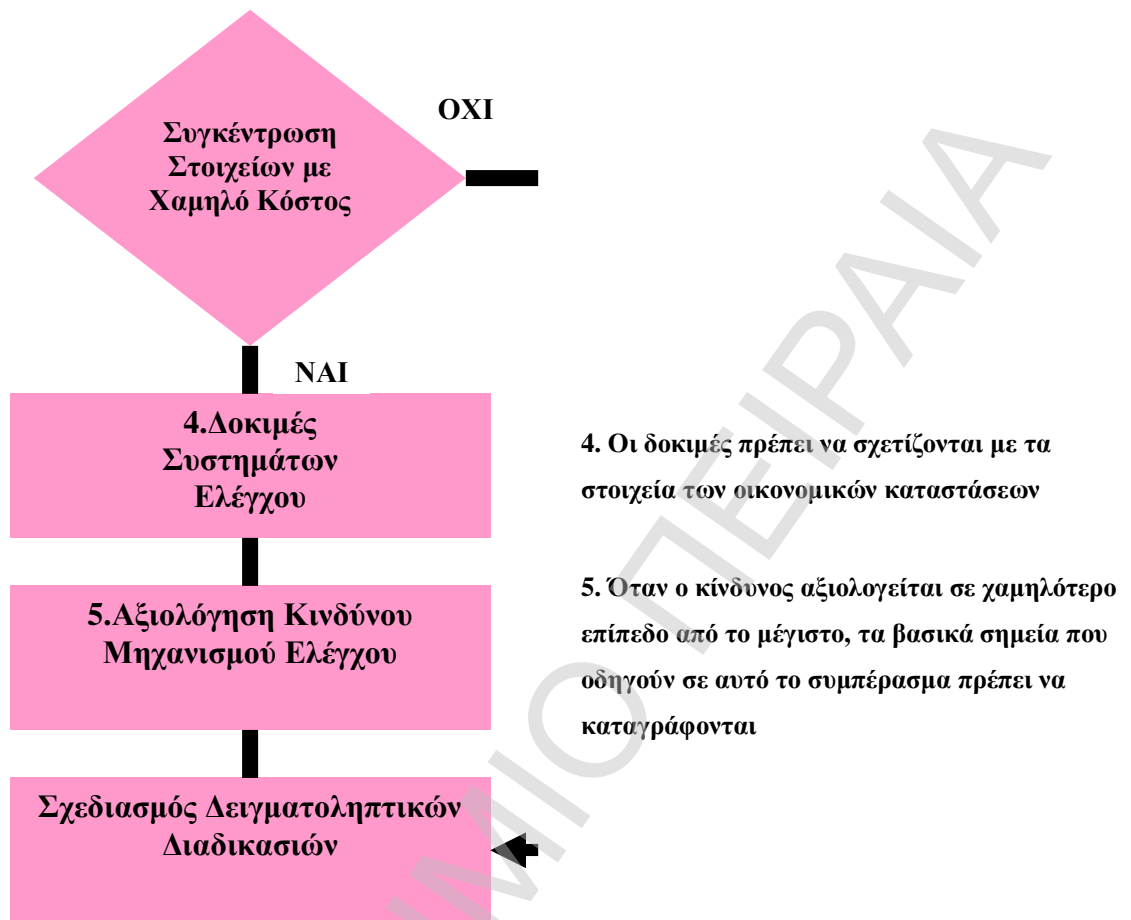 Συγκέντρωση
Στοιχείων με
Χαμηλό Κόστος
ΟΧΙ
ΝΑΙ
4.Δοκιμές
Συστημάτων
Ελέγχου
4. Οι δοκιμές πρέπει να σχετίζονται με τα
στοιχεία των οικονομικών καταστάσεων
5.Αξιολόγηση Κινδύνου
Μηχανισμού Ελέγχου
5. Όταν ο κίνδυνος αξιολογείται σε χαμηλότερο
επίπεδο από το μέγιστο, τα βασικά σημεία που
οδηγούν σε αυτό το συμπέρασμα πρέπει να
καταγράφονται
Σχεδιασμός Δειγματοληπτικών
Διαδικασιών
ΜΙΟ ΠΕΙΡΑΙΑ